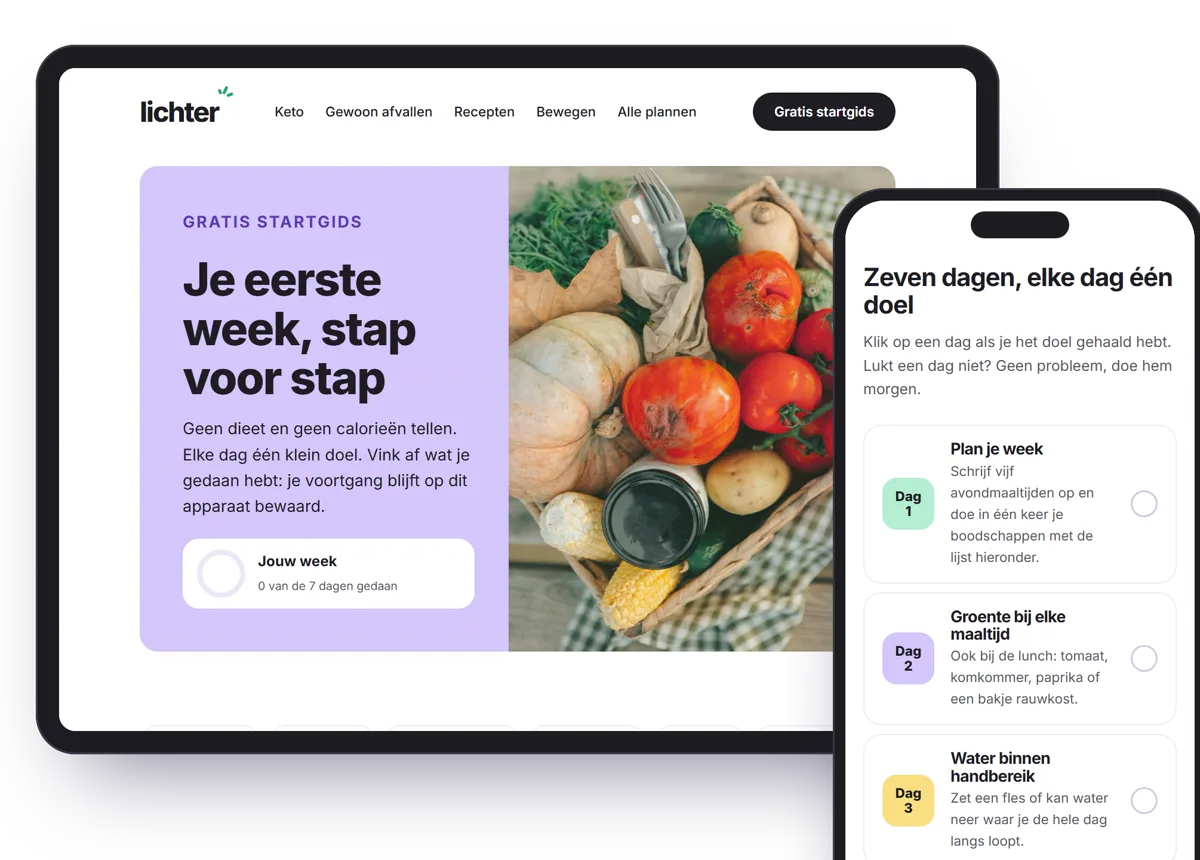 lichter
Keto
Gewoon afvallen
Recepten
Bewegen
Alle plannen
Gratis startgids
GRATIS STARTGIDS
Je eerste
week, stap
voor stap
Geen dieet en geen calorieën tellen.
Elke dag één klein doel. Vink af wat je
gedaan hebt: je voortgang blijft op dit
apparaat bewaard.
Jouw week
0 van de 7 dagen gedaan
Zeven dagen, elke dag één
doel
Klik op een dag als je het doel gehaald hebt.
Lukt een dag niet? Geen probleem, doe hem
morgen.
Dag
1
Plan je week
Schrijf vijf
avondmaaltijden op en
doe in één keer je
boodschappen met de
lijst hieronder.
Dag
2
Groente bij elke
maaltijd
Ook bij de lunch: tomaat,
komkommer, paprika of
een bakje rauwkost.
Dag
3
Water binnen
handbereik
Zet een fles of kan water
neer waar je de hele dag
langs loopt.